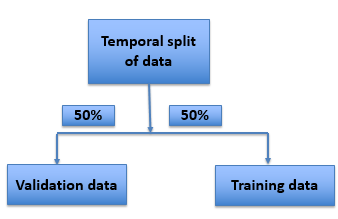 Temporal split
of data
50%
50%
Validation data
Training data